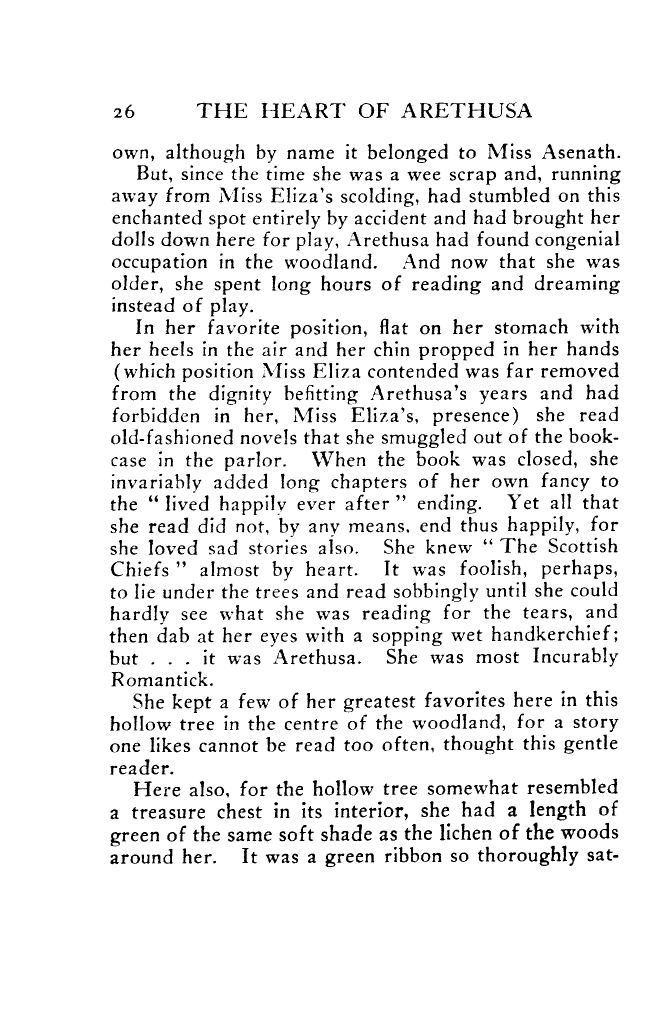 26 THE HEART OF ARETHUSA
own, although by name it belonged to Miss Asenath.
But, since the time she was a wee scrap and, running
away from Miss Eliza's scolding, had stumbled on this
enchanted spot entirely by accident and had brought her
dolls down here for play, Arethusa had found congenial
occupation in the woodland. And now that she was
older, she spent long hours of reading and dreaming
instead of play.
In her favorite position, flat on her stomach with
her heels in the air and her chin propped in her hands
(which position Miss Eliza contended was far removed
from the dignity befitting Arethusa's years and had
forbidden in her, Miss Eliza's, presence) she read
old-fashioned novels that she smuggled out of the book-
case in the parlor. When the book was closed, she
invariably added long chapters of her own fancy to
the " lived happily ever after " ending. Yet all that
she read did not, by any means, end thus happily, for
she loved sad stories also. She knew " The Scottish
Chiefs " almost by heart. It was foolish, perhaps,
to lie under the trees and read sobbingly until she could
hardly see what she was reading for the tears, and
then dab at her eyes with a sopping wet handkerchief;
but . . . it was Arethusa. She was most Incurably
Romantick.
She kept a few of her greatest favorites here in this
hollow tree in the centre of the woodland, for a story
one likes cannot be read too often, thought this gentle
reader.
Here also, for the hollow tree somewhat resembled
a treasure chest in its interior, she had a length of
green of the same soft shade as the lichen of the woods
around her. It was a green ribbon so thoroughly sat-